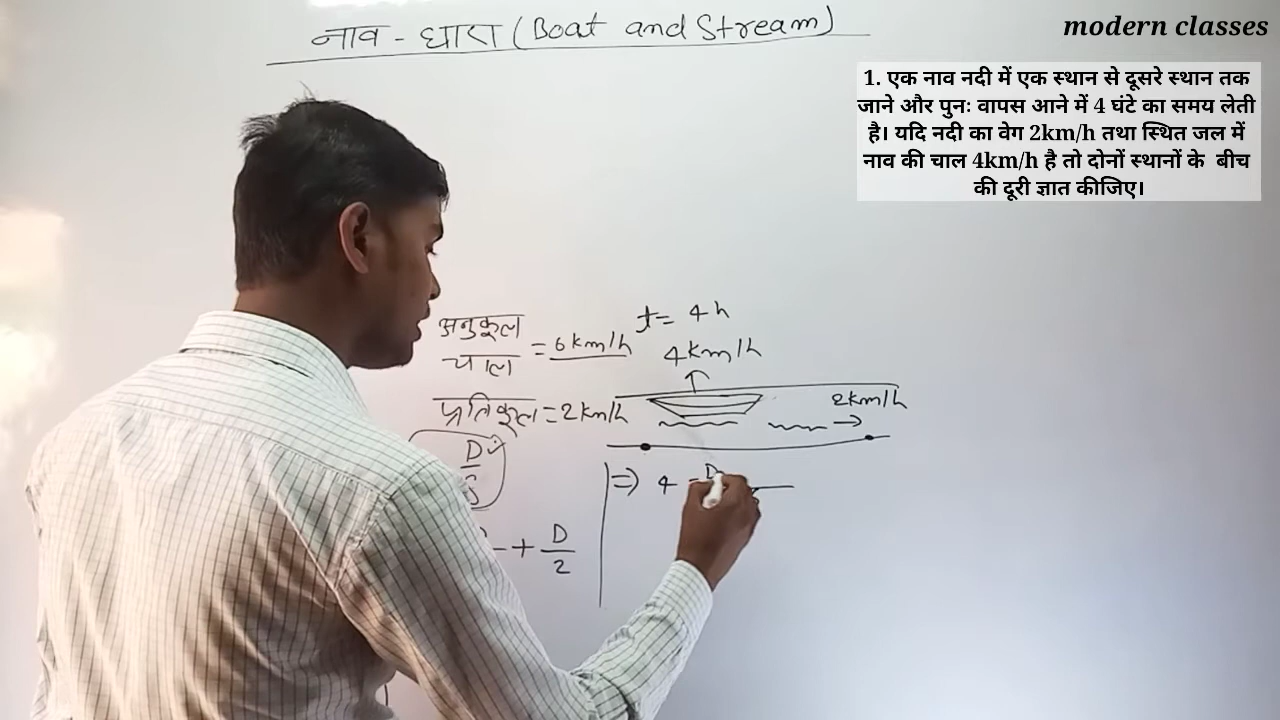 नाव - धारा (Boat and Stream)
modern classes
1. एक नाव नदी में एक स्थान से दूसरे स्थान तक
जाने और पुनः वापस आने में 4 घंटे का समय लेती
है। यदि नदी का वेग 2km/h तथा स्थित जल में
नाव की चाल 4km/h है तो दोनों स्थानों के बीच
की दूरी ज्ञात कीजिए।
अनुकूल
चाल = 6km/h
t = 4h
4km/h
प्रतिकूल = 2km/h
2km/h
D
⇒ 4 = D
+ D
2